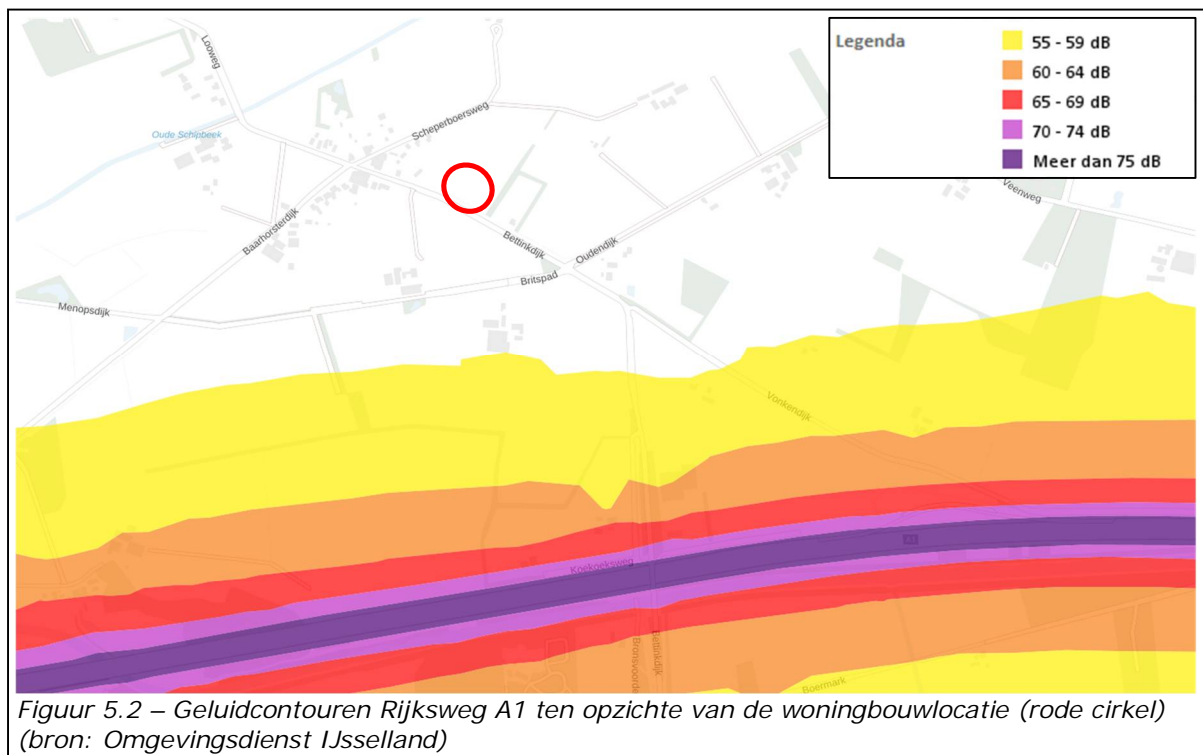 Legenda
55 - 59 dB
60 - 64 dB
65 - 69 dB
70 - 74 dB
Meer dan 75 dB
Looweg
Oude Schipbeek
Scheperboersweg
Veenweg
Baarhorsterdijk
Bettinkdijk
Oudendijk
Britspad
Menopsdijk
Vonkendijk
A1
Koekoeksweg
Bronsvoorde
Bettinkdijk
Boermark
Figuur 5.2 – Geluidcontouren Rijksweg A1 ten opzichte van de woningbouwlocatie (rode cirkel)
(bron: Omgevingsdienst IJsselland)